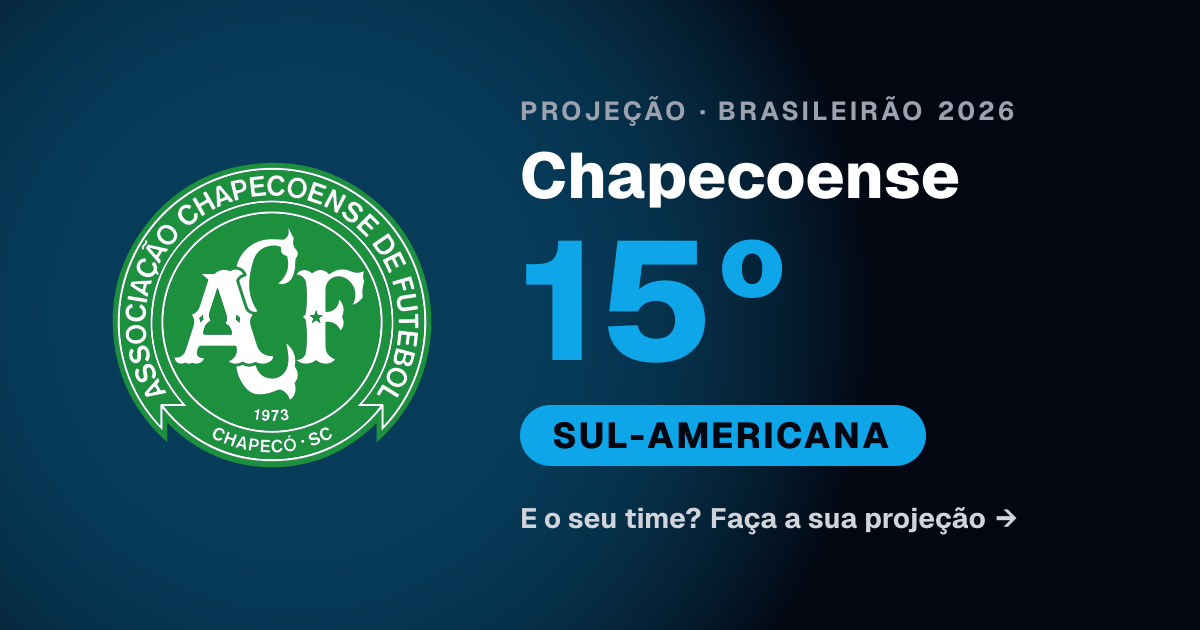 ASSOCIAÇÃO CHAPECOENSE DE FUTEBOL
ACF
1973
CHAPECÓ · SC
PROJEÇÃO · BRASILEIRÃO 2026
Chapecoense
15º
SUL-AMERICANA
E o seu time? Faça a sua projeção →